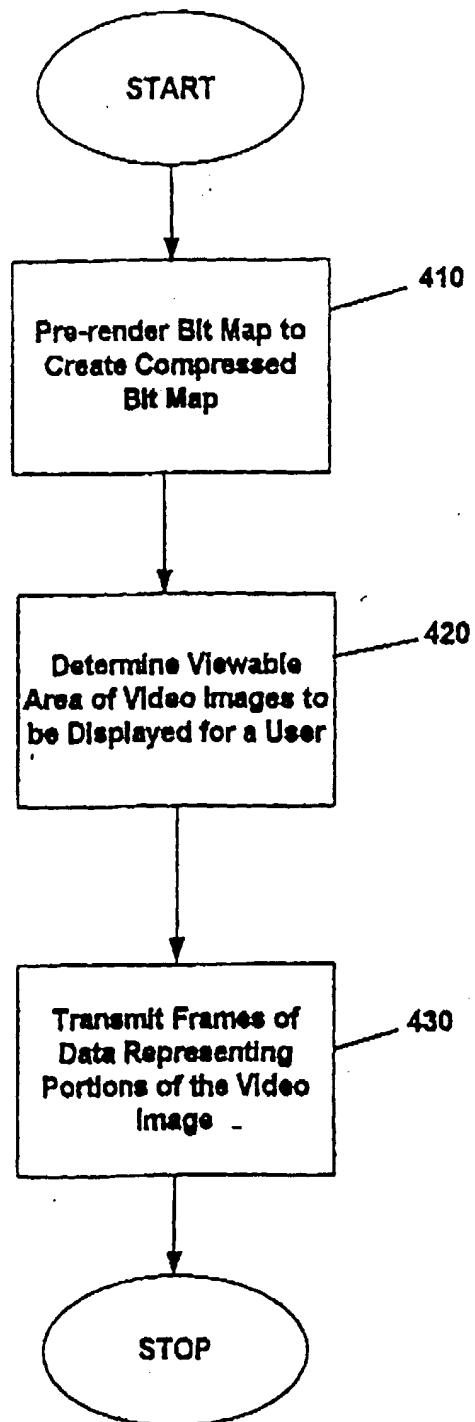 START
410
Pre-render Bit Map to
Create Compressed
Bit Map
420
Determine Viewable
Area of Video Images to
be Displayed for a User
430
Transmit Frames of
Data Representing
Portions of the Video
Image
STOP